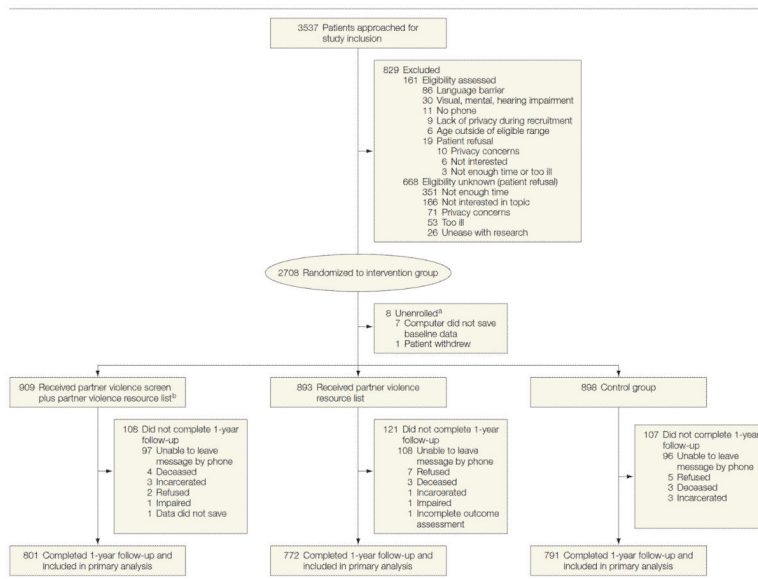 3537 Patients approached for
study inclusion
829 Excluded
161 Eligibility assessed
86 Language barrier
30 Visual, mental, hearing impairment
11 No phone
9 Lack of privacy during recruitment
6 Age outside of eligible range
19 Patient refusal
10 Privacy concerns
6 Not interested
3 Not enough time or too ill
668 Eligibility unknown (patient refusal)
351 Not enough time
166 Not interested in topic
71 Privacy concerns
53 Too ill
26 Unease with research
2708 Randomized to intervention group
8 Unenrolledᵃ
7 Computer did not save
baseline data
1 Patient withdrew
909 Received partner violence screen
plus partner violence resource listᵇ
893 Received partner violence
resource list
898 Control group
108 Did not complete 1-year
follow-up
97 Unable to leave
message by phone
4 Deceased
3 Incarcerated
2 Refused
1 Impaired
1 Data did not save
121 Did not complete 1-year
follow-up
108 Unable to leave
message by phone
7 Refused
3 Deceased
1 Incarcerated
1 Impaired
1 Incomplete outcome
assessment
107 Did not complete 1-year
follow-up
96 Unable to leave
message by phone
5 Refused
3 Deceased
3 Incarcerated
801 Completed 1-year follow-up and
included in primary analysis
772 Completed 1-year follow-up and
included in primary analysis
791 Completed 1-year follow-up and
included in primary analysis